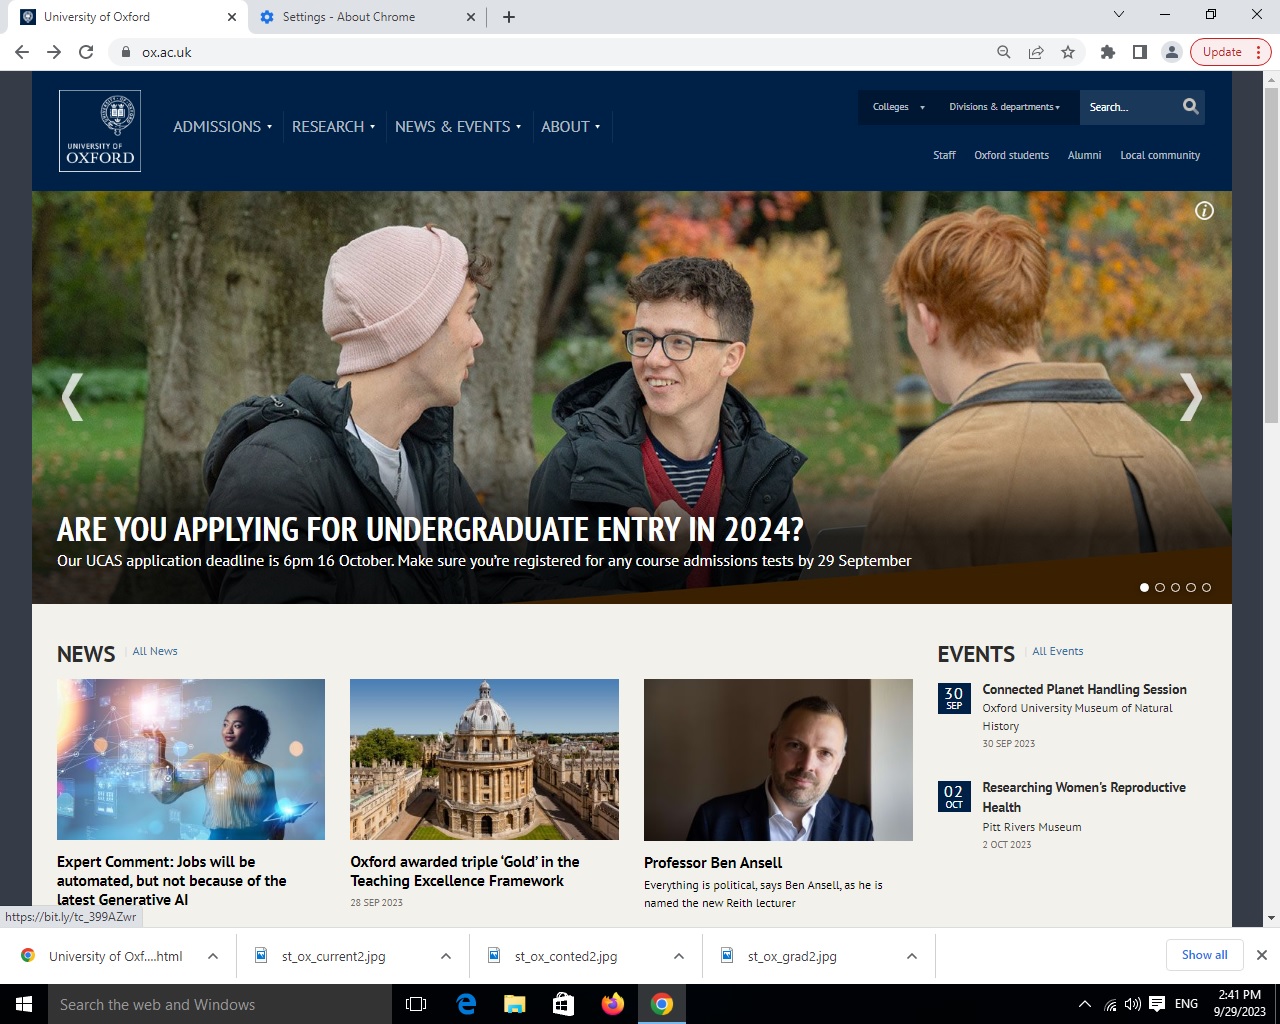 University of Oxford
Settings - About Chrome
ox.ac.uk
Update
UNIVERSITY OF
OXFORD
ADMISSIONS
RESEARCH
NEWS & EVENTS
ABOUT
Colleges
Divisions & departments
Search...
Staff
Oxford students
Alumni
Local community
ARE YOU APPLYING FOR UNDERGRADUATE ENTRY IN 2024?
Our UCAS application deadline is 6pm 16 October. Make sure you're registered for any course admissions tests by 29 September
NEWS
All News
Expert Comment: Jobs will be
automated, but not because of the
latest Generative AI
Oxford awarded triple ‘Gold’ in the
Teaching Excellence Framework
28 SEP 2023
Professor Ben Ansell
Everything is political, says Ben Ansell, as he is
named the new Reith lecturer
EVENTS
All Events
30
SEP
Connected Planet Handling Session
Oxford University Museum of Natural
History
30 SEP 2023
02
OCT
Researching Women's Reproductive
Health
Pitt Rivers Museum
2 OCT 2023
https://bit.ly/tc_399AZwr
University of Oxf....html
st_ox_current2.jpg
st_ox_conted2.jpg
st_ox_grad2.jpg
Show all
Search the web and Windows
ENG
2:41 PM
9/29/2023